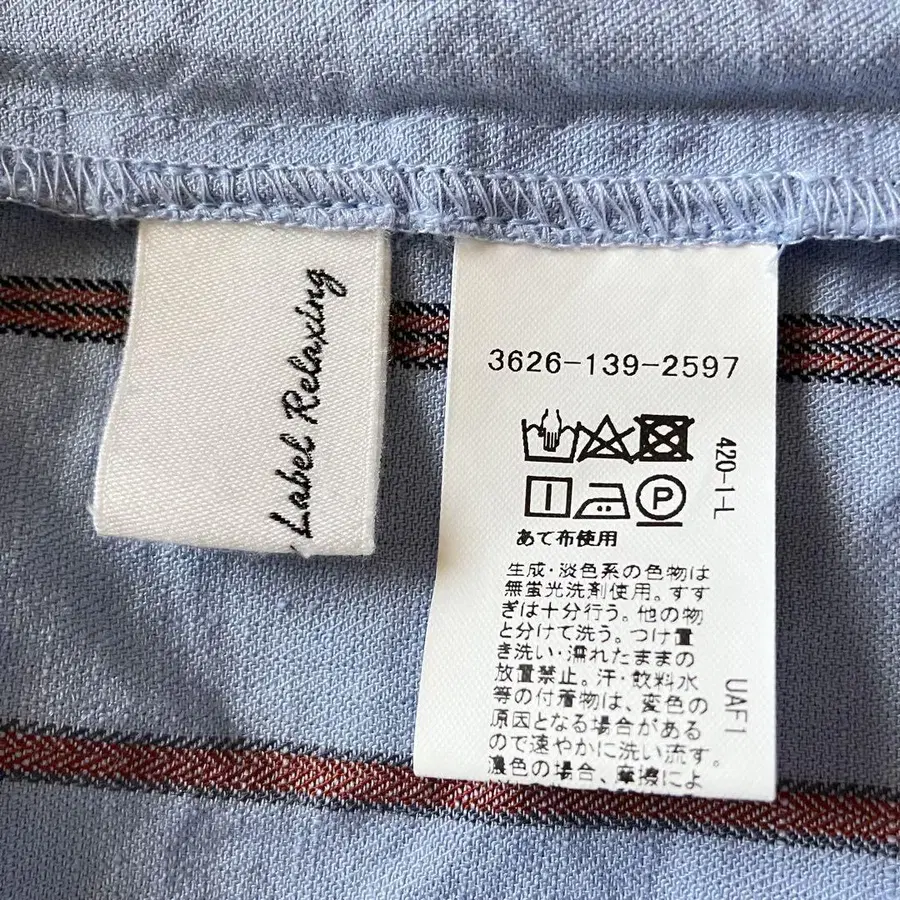 Label Relaxing
3626-139-2597
P
あて布使用
生成・淡色系の色物は
無蛍光洗剤使用。すす
ぎは十分行う。他の物
と分けて洗う。つけ置
き洗い・濡れたままの
放置禁止。汗・飲料水
等の付着物は、変色の
原因となる場合がある
ので速やかに洗い流す。
濃色の場合、摩擦によ
420-1-L
UAF1